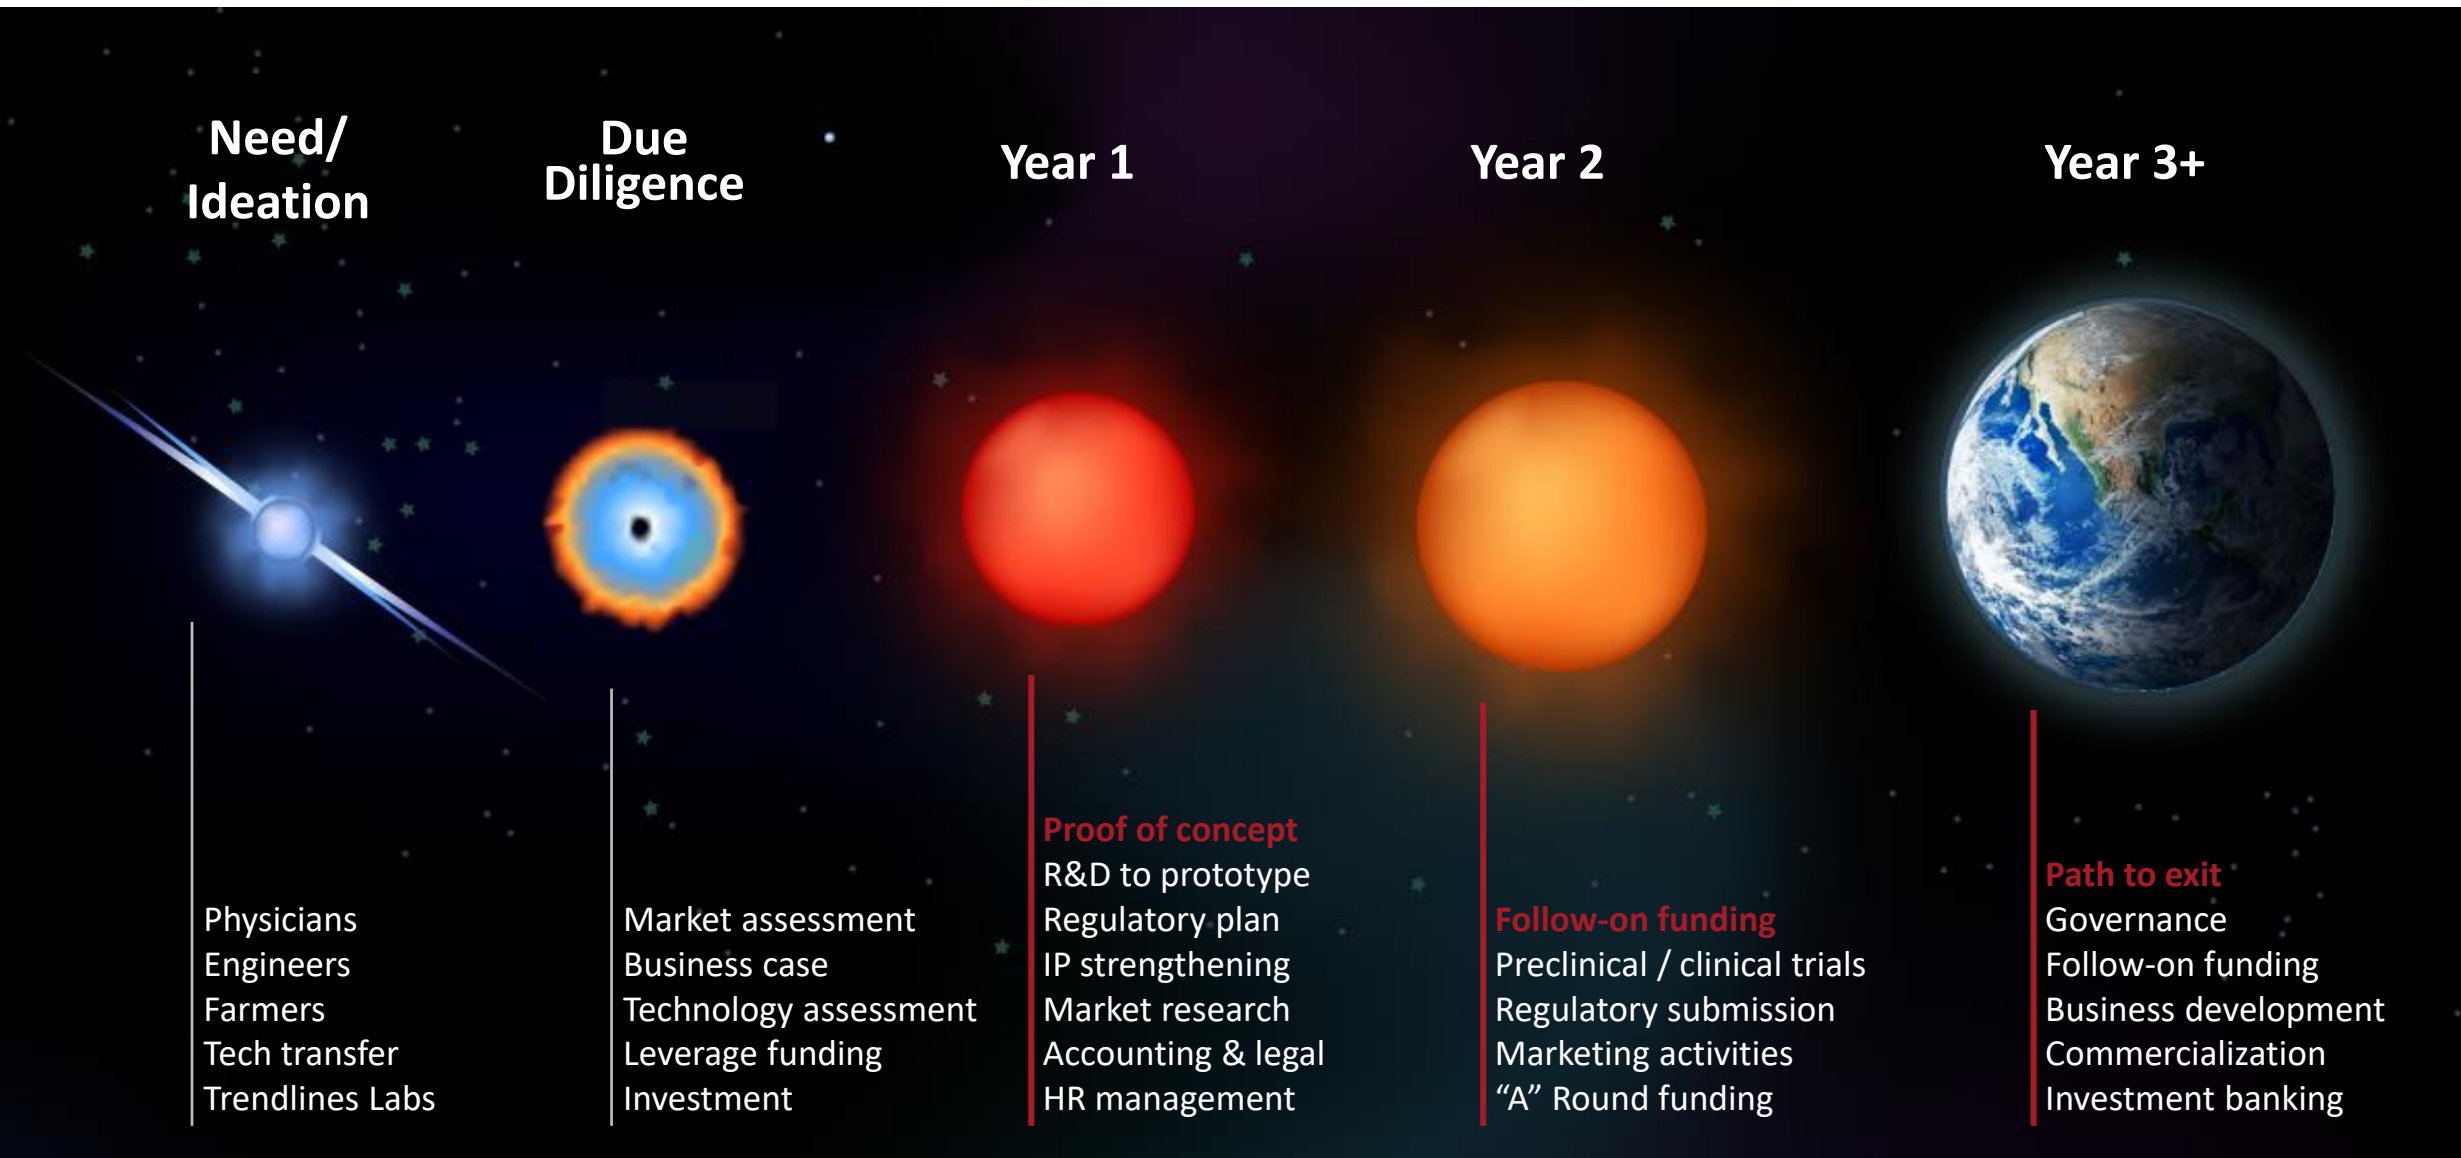 Need/
Ideation
Due
Diligence
Year 1
Year 2
Year 3+
Physicians
Engineers
Farmers
Tech transfer
Trendlines Labs
Market assessment
Business case
Technology assessment
Leverage funding
Investment
Proof of concept
R&D to prototype
Regulatory plan
IP strengthening
Market research
Accounting & legal
HR management
Follow-on funding
Preclinical / clinical trials
Regulatory submission
Marketing activities
“A” Round funding
Path to exit
Governance
Follow-on funding
Business development
Commercialization
Investment banking